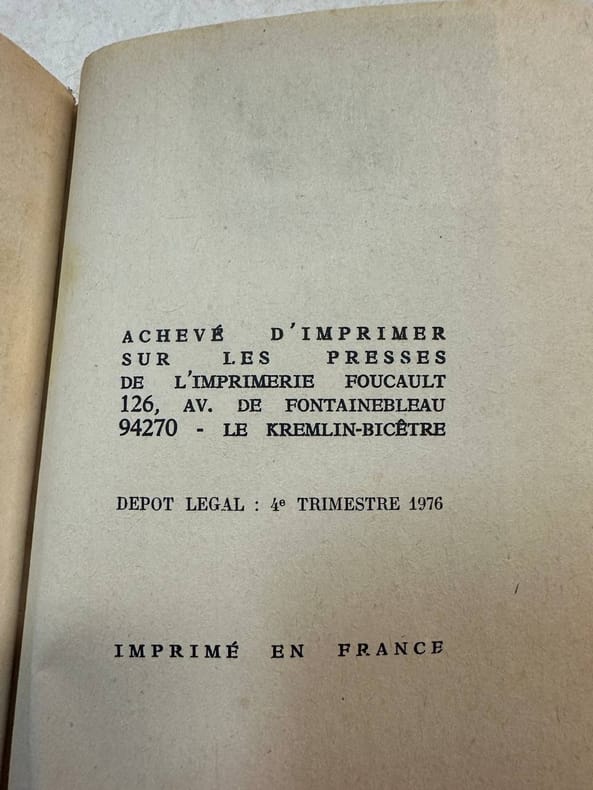 ACHEVÉ D'IMPRIMER
SUR LES PRESSES
DE L'IMPRIMERIE FOUCAULT
126, AV. DE FONTAINEBLEAU
94270 - LE KREMLIN-BICÊTRE
DEPOT LEGAL : 4e TRIMESTRE 1976
IMPRIMÉ EN FRANCE